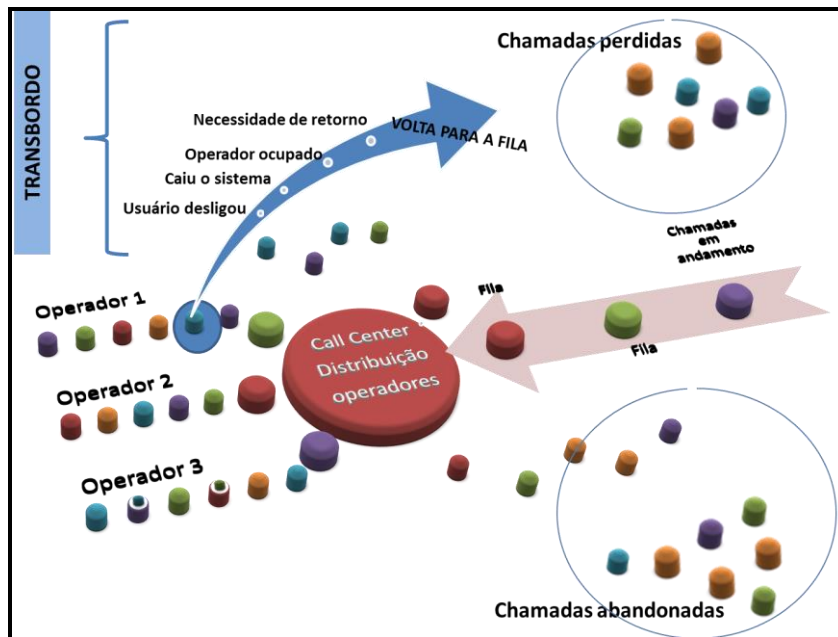 TRANSBORDO
Chamadas perdidas
Necessidade de retorno
VOLTA PARA A FILA
Operador ocupado
Caiu o sistema
Usuário desligou
Chamadas
em
andamento
Operador 1
Fila
Call Center
Distribuição
operadores
Fila
Operador 2
Operador 3
Chamadas abandonadas